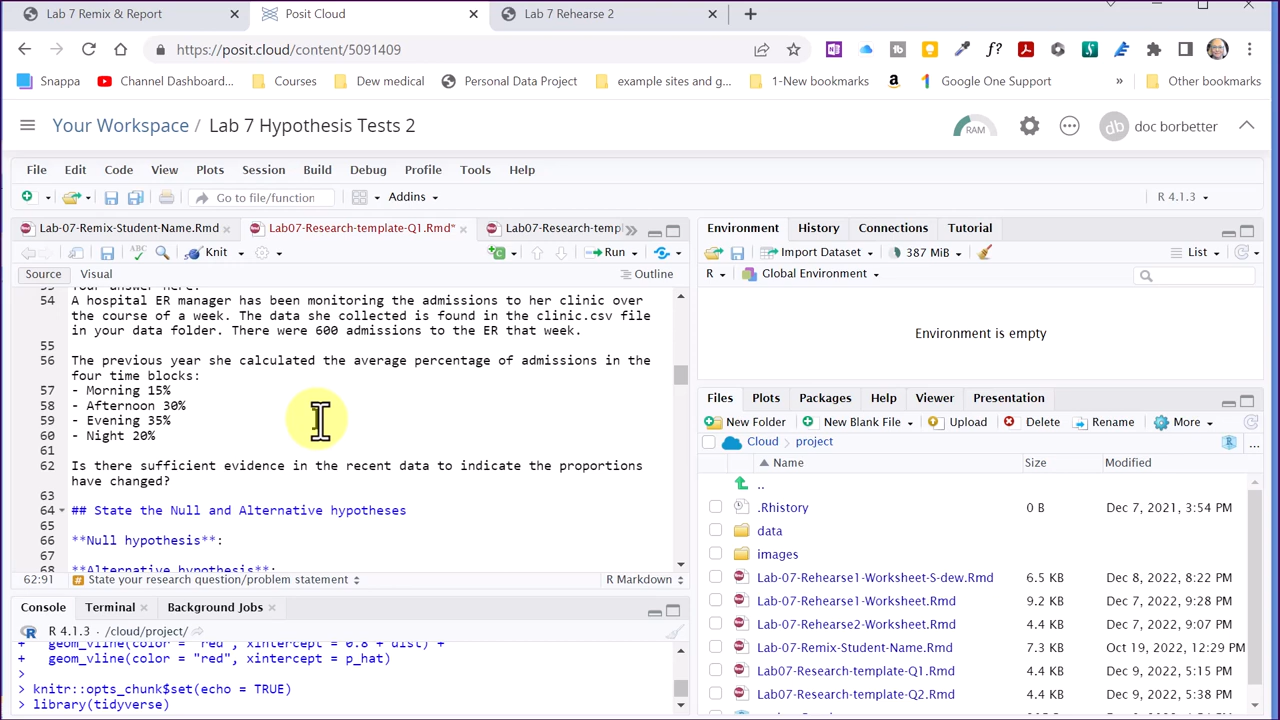 Lab 7 Remix & Report
Posit Cloud
Lab 7 Rehearse 2
https://posit.cloud/content/5091409
Snappa
Channel Dashboard...
Courses
Dew medical
Personal Data Project
example sites and g...
1-New bookmarks
Google One Support
»
Other bookmarks
Your Workspace / Lab 7 Hypothesis Tests 2
RAM
db
doc borbetter
File Edit Code View Plots Session Build Debug Profile Tools Help
Go to file/function
Addins
R 4.1.3
Lab-07-Remix-Student-Name.Rmd
Lab07-Research-template-Q1.Rmd*
Lab07-Research-templ
Knit
Run
Source
Visual
Outline
53 Your answer here:
54 A hospital ER manager has been monitoring the admissions to her clinic over
the course of a week. The data she collected is found in the clinic.csv file
in your data folder. There were 600 admissions to the ER that week.
55
56 The previous year she calculated the average percentage of admissions in the
four time blocks:
57 - Morning 15%
58 - Afternoon 30%
59 - Evening 35%
60 - Night 20%
61
62 Is there sufficient evidence in the recent data to indicate the proportions
have changed?
63
64 ## State the Null and Alternative hypotheses
65
66 **Null hypothesis**:
67
68 **Alternative hypothesis**:
62:91
# State your research question/problem statement
R Markdown
Console
Terminal
Background Jobs
R 4.1.3 · /cloud/project/
+ geom_vline(color = "red", xintercept = 0.8 + dist) +
+ geom_vline(color = "red", xintercept = p_hat)
>
> knitr::opts_chunk$set(echo = TRUE)
> library(tidyverse)
Environment
History
Connections
Tutorial
Import Dataset
387 MiB
List
R
Global Environment
Environment is empty
Files
Plots
Packages
Help
Viewer
Presentation
New Folder
New Blank File
Upload
Delete
Rename
More
Cloud
project
...
Name
Size
Modified
..
.Rhistory 0 B Dec 7, 2021, 3:54 PM
data
images
Lab-07-Rehearse1-Worksheet-S-dew.Rmd 6.5 KB Dec 8, 2022, 8:22 PM
Lab-07-Rehearse1-Worksheet.Rmd 9.2 KB Dec 7, 2022, 9:28 PM
Lab-07-Rehearse2-Worksheet.Rmd 4.4 KB Dec 7, 2022, 9:07 PM
Lab-07-Remix-Student-Name.Rmd 7.3 KB Oct 19, 2022, 12:29 PM
Lab07-Research-template-Q1.Rmd 4.4 KB Dec 9, 2022, 5:15 PM
Lab07-Research-template-Q2.Rmd 4.4 KB Dec 9, 2022, 5:38 PM